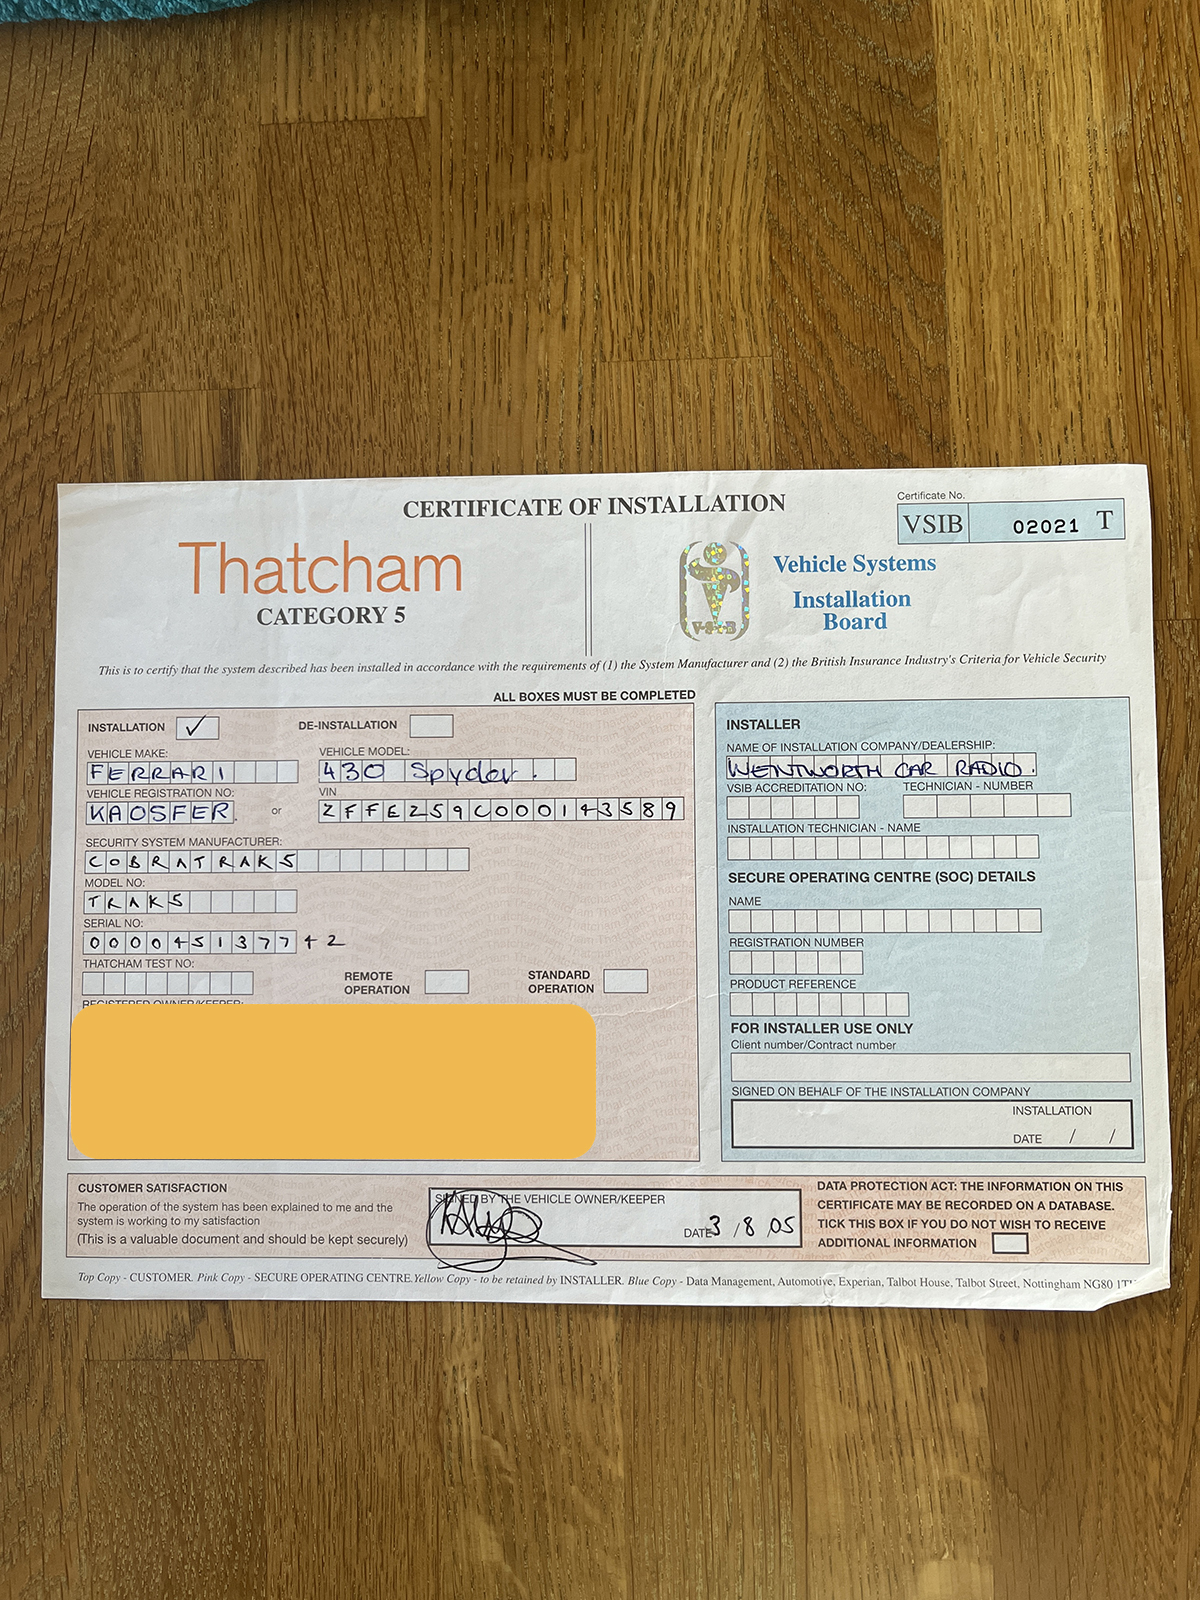 CERTIFICATE OF INSTALLATION
Certificate No.
VSIB 02021 T
Thatcham
CATEGORY 5
V-S-I-B
Vehicle Systems
Installation
Board
This is to certify that the system described has been installed in accordance with the requirements of (1) the System Manufacturer and (2) the British Insurance Industry's Criteria for Vehicle Security
ALL BOXES MUST BE COMPLETED
INSTALLATION ✓ DE-INSTALLATION
VEHICLE MAKE: VEHICLE MODEL:
FERRARI 430 Spyder.
VEHICLE REGISTRATION NO: VIN
KAOSFER. or ZFFEZ59C000143589
SECURITY SYSTEM MANUFACTURER:
COBRATRAK5
MODEL NO:
TRAK5
SERIAL NO:
0000451377 42
THATCHAM TEST NO:
REMOTE
OPERATION
STANDARD
OPERATION
REGISTERED OWNER/KEEPER:
INSTALLER
NAME OF INSTALLATION COMPANY/DEALERSHIP:
WENTWORTH CAR RADIO.
VSIB ACCREDITATION NO: TECHNICIAN - NUMBER
INSTALLATION TECHNICIAN - NAME
SECURE OPERATING CENTRE (SOC) DETAILS
NAME
REGISTRATION NUMBER
PRODUCT REFERENCE
FOR INSTALLER USE ONLY
Client number/Contract number
SIGNED ON BEHALF OF THE INSTALLATION COMPANY
INSTALLATION
DATE / /
CUSTOMER SATISFACTION
The operation of the system has been explained to me and the
system is working to my satisfaction
(This is a valuable document and should be kept securely)
SIGNED BY THE VEHICLE OWNER/KEEPER
DATE 3/8/05
DATA PROTECTION ACT: THE INFORMATION ON THIS
CERTIFICATE MAY BE RECORDED ON A DATABASE.
TICK THIS BOX IF YOU DO NOT WISH TO RECEIVE
ADDITIONAL INFORMATION
Top Copy - CUSTOMER. Pink Copy - SECURE OPERATING CENTRE. Yellow Copy - to be retained by INSTALLER. Blue Copy - Data Management, Automotive, Experian, Talbot House, Talbot Street, Nottingham NG80